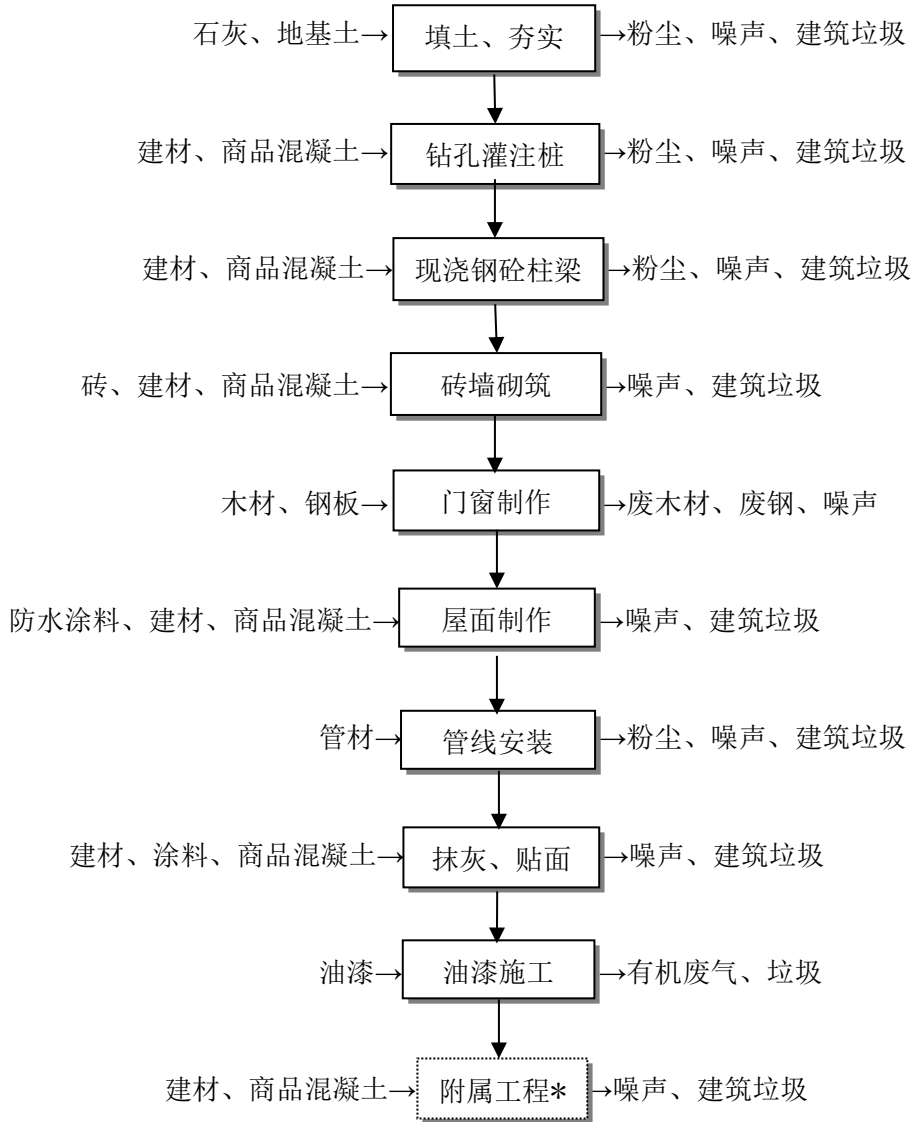 石灰、地基土→ 填土、夯实 →粉尘、噪声、建筑垃圾
建材、商品混凝土→ 钻孔灌注桩 →粉尘、噪声、建筑垃圾
建材、商品混凝土→ 现浇钢砼柱梁 →粉尘、噪声、建筑垃圾
砖、建材、商品混凝土→ 砖墙砌筑 →噪声、建筑垃圾
木材、钢板→ 门窗制作 →废木材、废钢、噪声
防水涂料、建材、商品混凝土→ 屋面制作 →噪声、建筑垃圾
管材→ 管线安装 →粉尘、噪声、建筑垃圾
建材、涂料、商品混凝土→ 抹灰、贴面 →噪声、建筑垃圾
油漆→ 油漆施工 →有机废气、垃圾
建材、商品混凝土→ 附属工程* →噪声、建筑垃圾